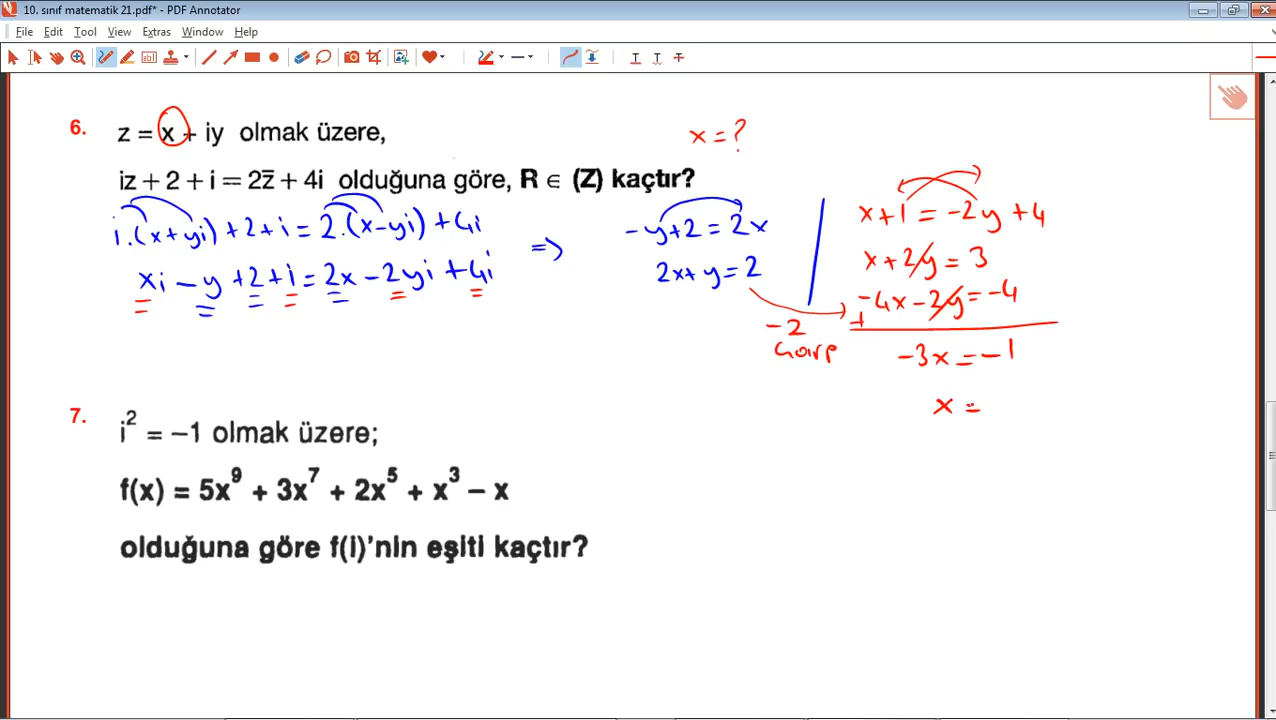 10. sınıf matematik 21.pdf* - PDF Annotator
File Edit Tool View Extras Window Help
6. z = x + iy olmak üzere,
x = ?
iz + 2 + i = 2z̅ + 4i olduğuna göre, R ∈ (Z) kaçtır?
i.(x+yi)+2+i = 2.(x-yi)+4i
xi - y + 2 + i = 2x - 2yi + 4i
⇒
-y+2 = 2x
2x+y = 2
-2
Çarp
x+1 = -2y+4
x+2y = 3
+ -4x-2y = -4
-3x = -1
x =
7. i² = −1 olmak üzere;
f(x) = 5x⁹ + 3x⁷ + 2x⁵ + x³ − x
olduğuna göre f(i)'nin eşiti kaçtır?